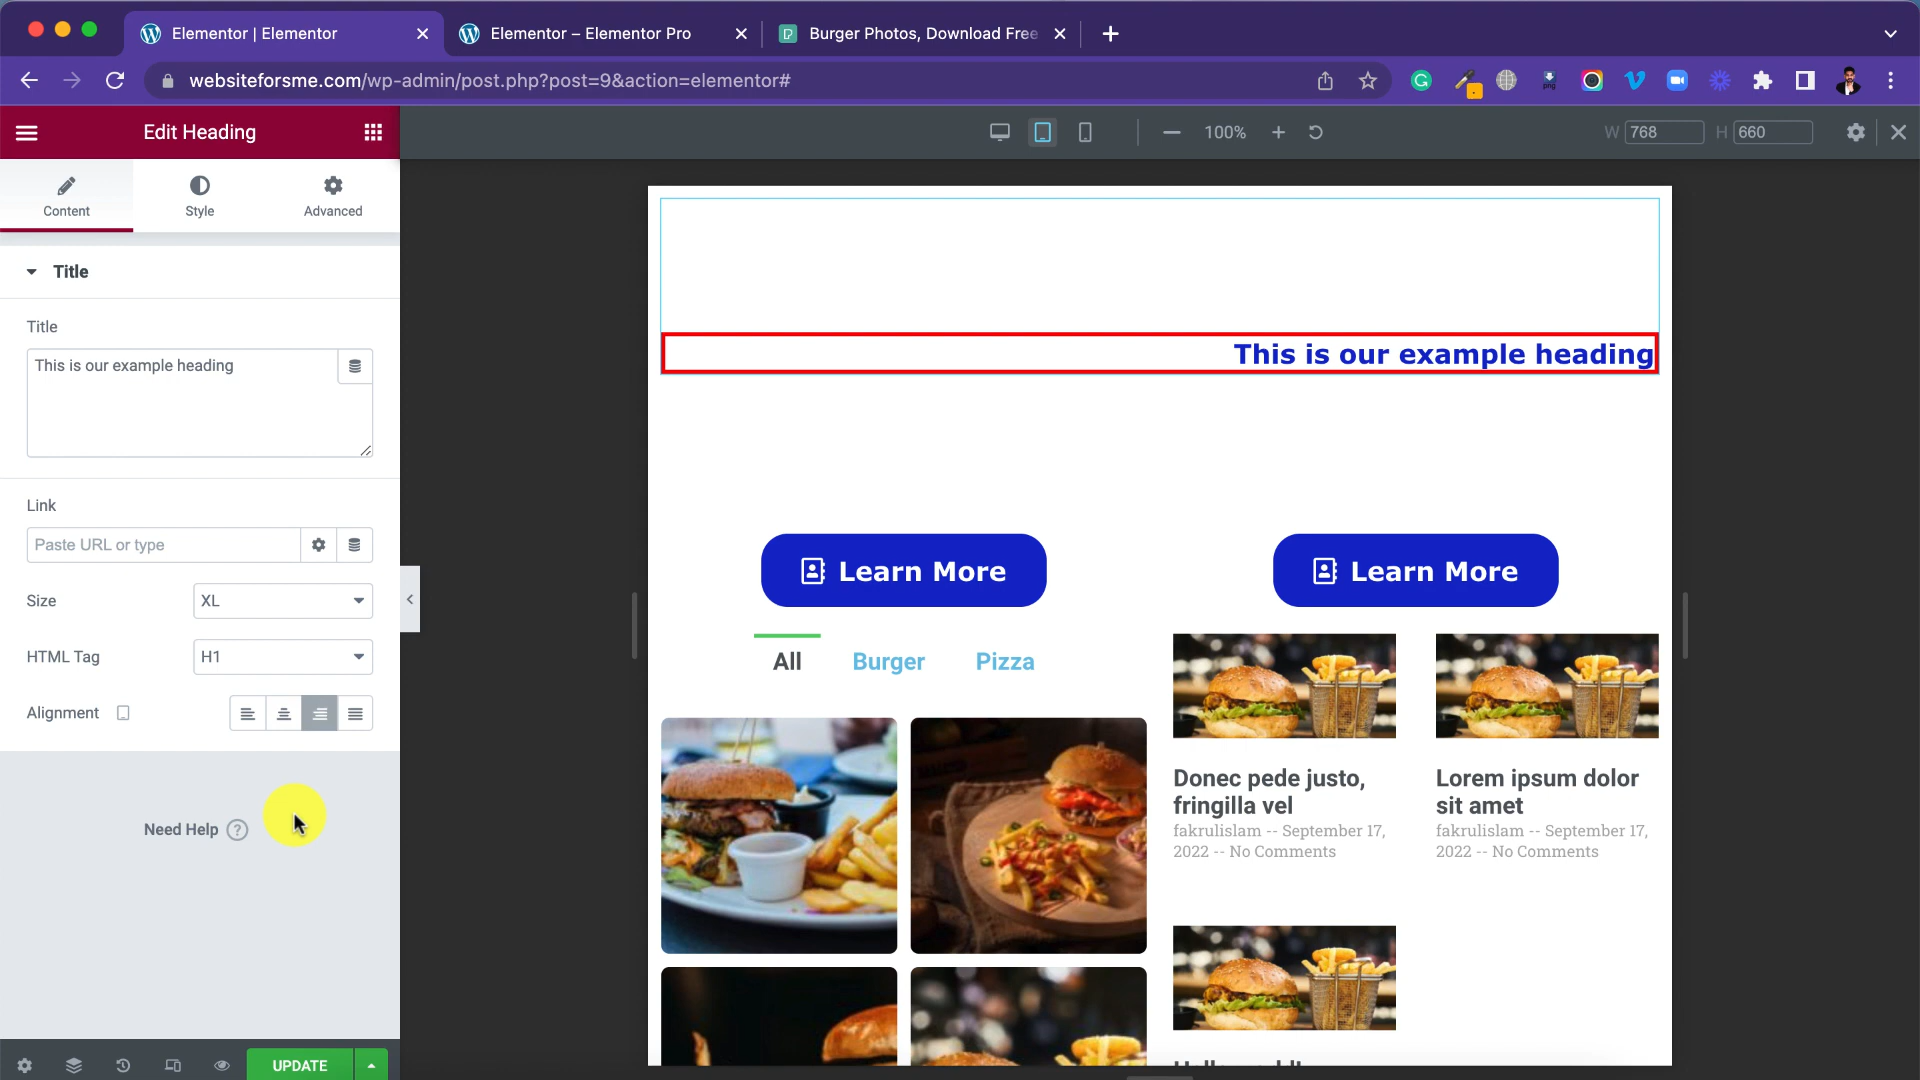 Elementor | Elementor
Elementor – Elementor Pro
Burger Photos, Download Free
websiteforsme.com/wp-admin/post.php?post=9&action=elementor#
Edit Heading
100%
W 768
H 660
Content
Style
Advanced
Title
Title
This is our example heading
Link
Paste URL or type
Size
XL
HTML Tag
H1
Alignment
Need Help ?
UPDATE
This is our example heading
Learn More
Learn More
All
Burger
Pizza
Donec pede justo,
fringilla vel
fakrulislam -- September 17,
2022 -- No Comments
Lorem ipsum dolor
sit amet
fakrulislam -- September 17,
2022 -- No Comments